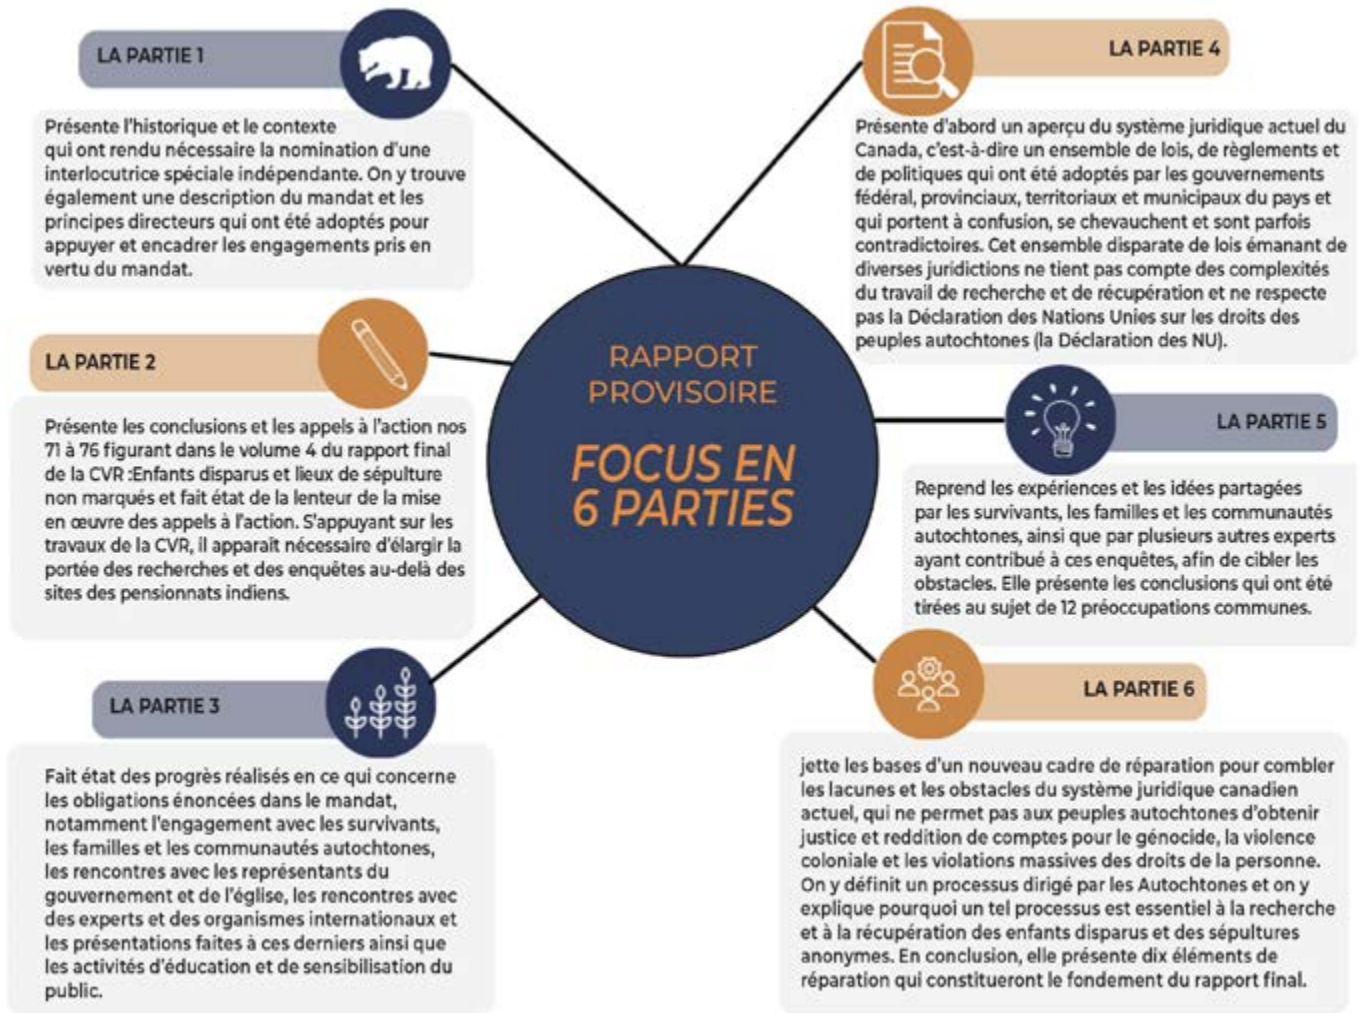 LA PARTIE 1
Présente l'historique et le contexte
qui ont rendu nécessaire la nomination d'une
interlocutrice spéciale indépendante. On y trouve
également une description du mandat et les
principes directeurs qui ont été adoptés pour
appuyer et encadrer les engagements pris en
vertu du mandat.
LA PARTIE 2
Présente les conclusions et les appels à l'action nos
71 à 76 figurant dans le volume 4 du rapport final
de la CVR :Enfants disparus et lieux de sépulture
non marqués et fait état de la lenteur de la mise
en œuvre des appels à l'action. S'appuyant sur les
travaux de la CVR, il apparaît nécessaire d'élargir la
portée des recherches et des enquêtes au-delà des
sites des pensionnats indiens.
LA PARTIE 3
Fait état des progrès réalisés en ce qui concerne
les obligations énoncées dans le mandat,
notamment l'engagement avec les survivants,
les familles et les communautés autochtones,
les rencontres avec les représentants du
gouvernement et de l'église, les rencontres avec
des experts et des organismes internationaux et
les présentations faites à ces derniers ainsi que
les activités d'éducation et de sensibilisation du
public.
RAPPORT
PROVISOIRE
FOCUS EN
6 PARTIES
LA PARTIE 4
Présente d'abord un aperçu du système juridique actuel du
Canada, c'est-à-dire un ensemble de lois, de règlements et
de politiques qui ont été adoptés par les gouvernements
fédéral, provinciaux, territoriaux et municipaux du pays et
qui portent à confusion, se chevauchent et sont parfois
contradictoires. Cet ensemble disparate de lois émanant de
diverses juridictions ne tient pas compte des complexités
du travail de recherche et de récupération et ne respecte
pas la Déclaration des Nations Unies sur les droits des
peuples autochtones (la Déclaration des NU).
LA PARTIE 5
Reprend les expériences et les idées partagées
par les survivants, les familles et les communautés
autochtones, ainsi que par plusieurs autres experts
ayant contribué à ces enquêtes, afin de cibler les
obstacles. Elle présente les conclusions qui ont été
tirées au sujet de 12 préoccupations communes.
LA PARTIE 6
jette les bases d'un nouveau cadre de réparation pour combler
les lacunes et les obstacles du système juridique canadien
actuel, qui ne permet pas aux peuples autochtones d'obtenir
justice et reddition de comptes pour le génocide, la violence
coloniale et les violations massives des droits de la personne.
On y définit un processus dirigé par les Autochtones et on y
explique pourquoi un tel processus est essentiel à la recherche
et à la récupération des enfants disparus et des sépultures
anonymes. En conclusion, elle présente dix éléments de
réparation qui constitueront le fondement du rapport final.